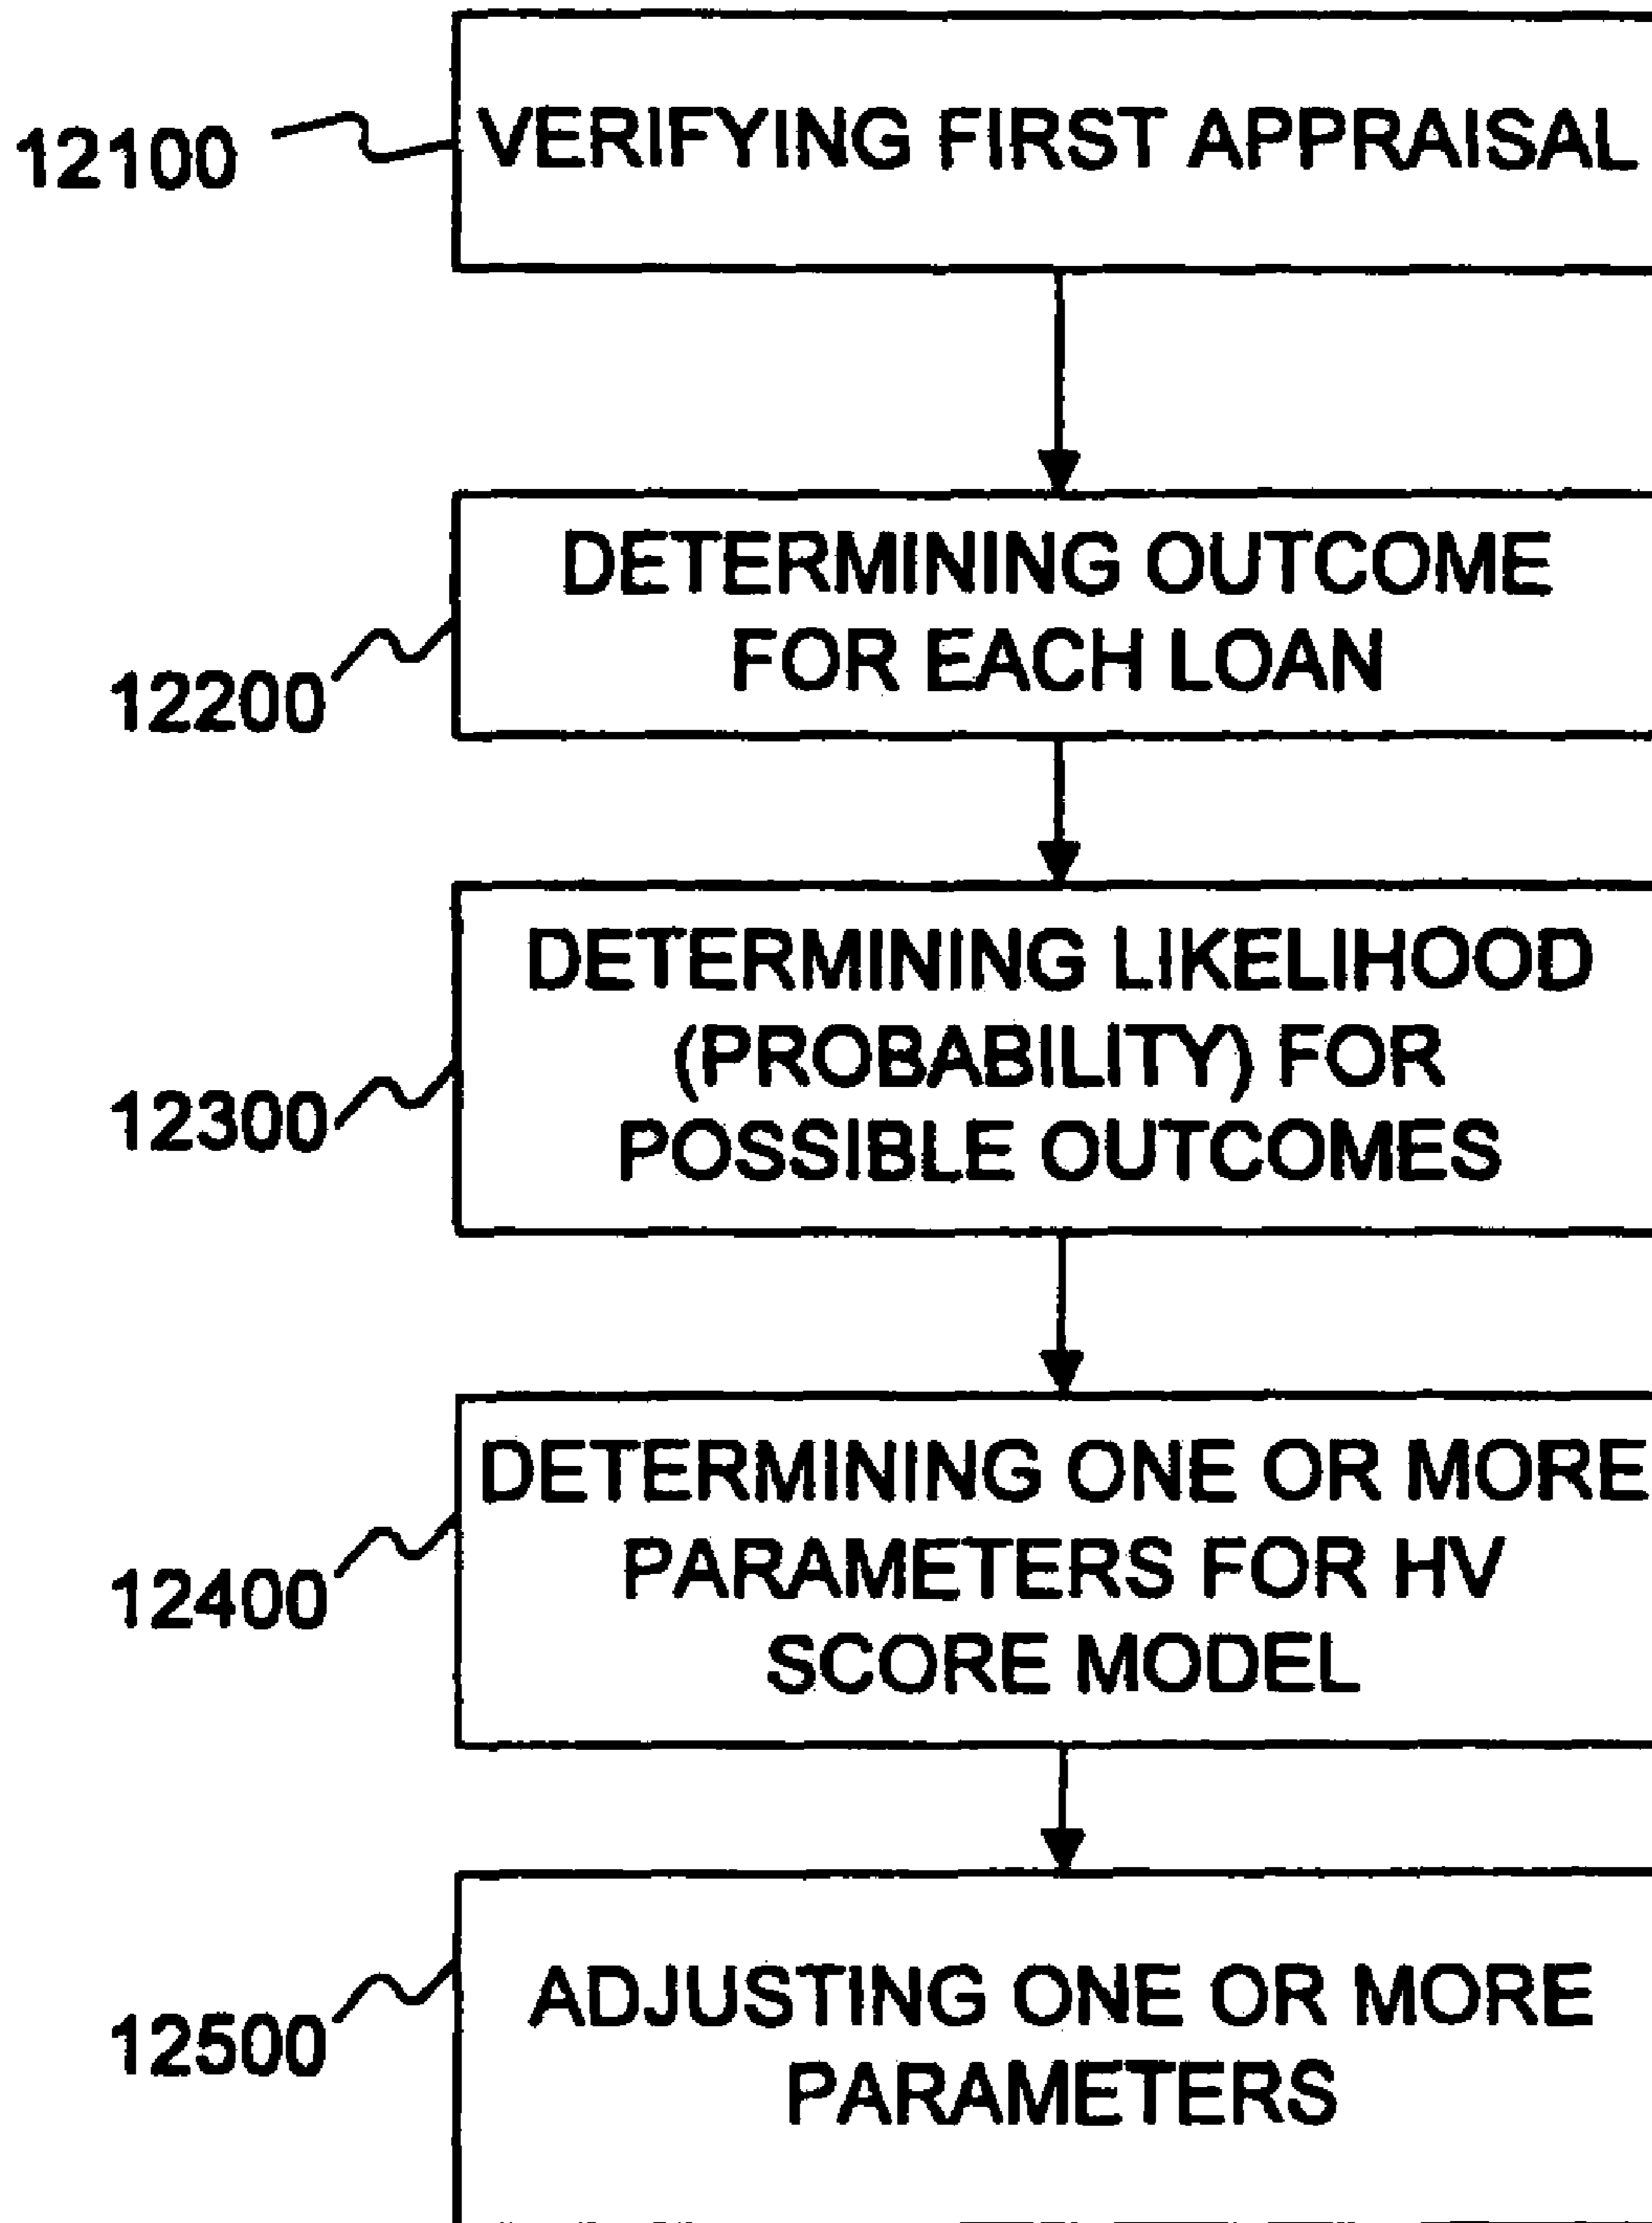 12100
VERIFYING FIRST APPRAISAL
DETERMINING OUTCOME
FOR EACH LOAN
12200
DETERMINING LIKELIHOOD
(PROBABILITY) FOR
POSSIBLE OUTCOMES
12300
DETERMINING ONE OR MORE
PARAMETERS FOR HV
SCORE MODEL
12400
ADJUSTING ONE OR MORE
PARAMETERS
12500